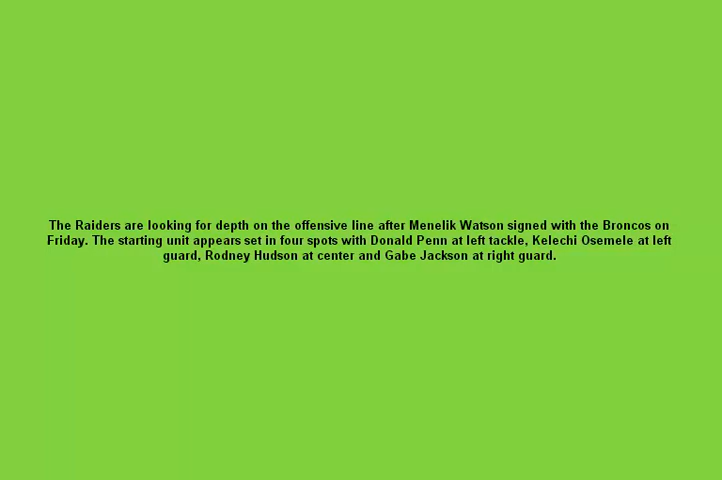 The Raiders are looking for depth on the offensive line after Menelik Watson signed with the Broncos on
Friday. The starting unit appears set in four spots with Donald Penn at left tackle, Kelechi Osemele at left
guard, Rodney Hudson at center and Gabe Jackson at right guard.